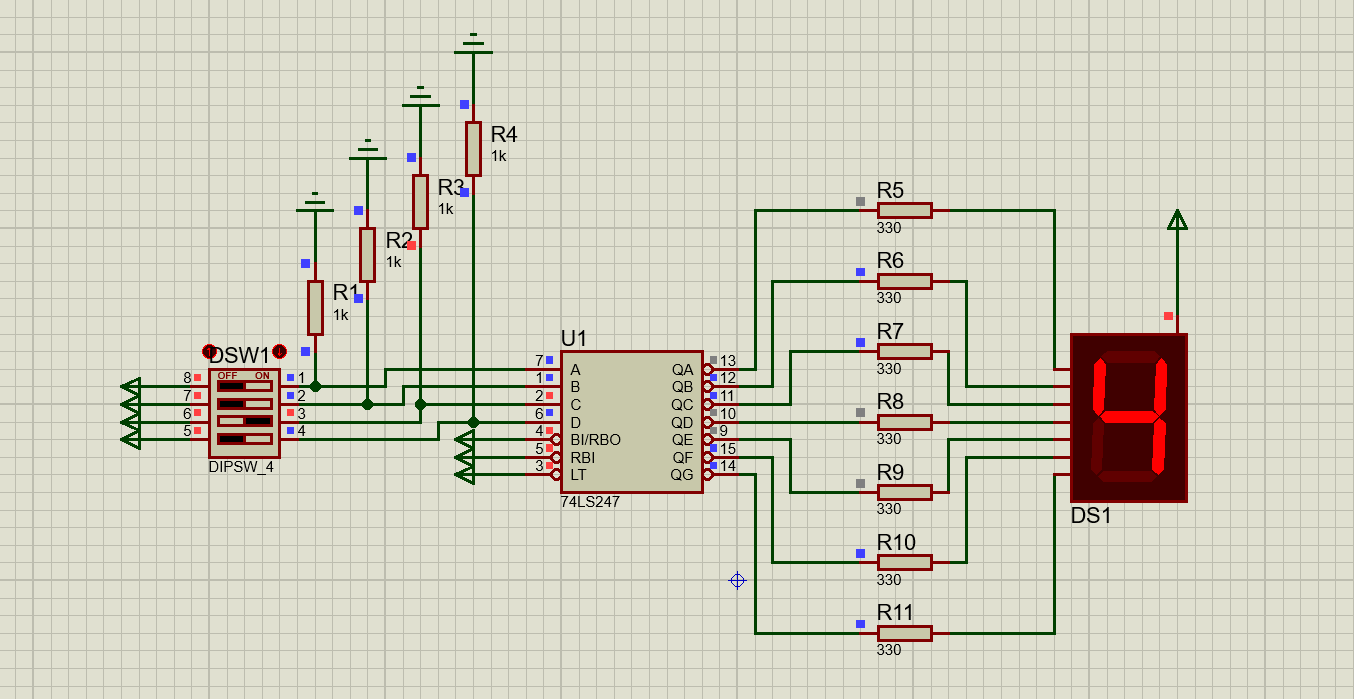 R4
1k
R3
1k
R2
1k
R1
1k
DSW1
OFF ON
8 1
7 2
6 3
5 4
DIPSW_4
U1
7 A QA 13
1 B QB 12
2 C QC 11
6 D QD 10
4 BI/RBO QE 9
5 RBI QF 15
3 LT QG 14
74LS247
R5
330
R6
330
R7
330
R8
330
R9
330
R10
330
R11
330
4
DS1